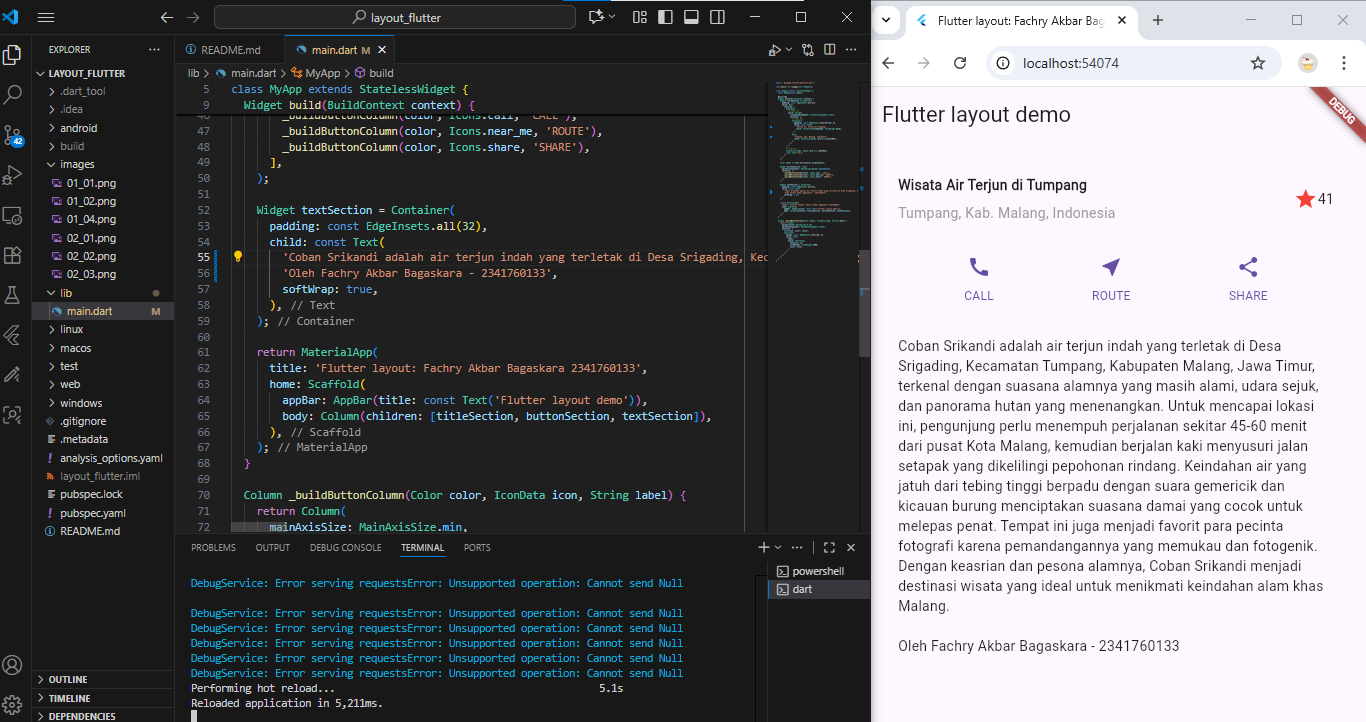 layout_flutter
EXPLORER
LAYOUT_FLUTTER
.dart_tool
.idea
android
build
images
01_01.png
01_02.png
01_04.png
02_01.png
02_02.png
02_03.png
lib
main.dart M
linux
macos
test
web
windows
.gitignore
.metadata
analysis_options.yaml
layout_flutter.iml
pubspec.lock
pubspec.yaml
README.md
OUTLINE
TIMELINE
DEPENDENCIES
42
README.md
main.dart M
lib > main.dart > MyApp > build
5 class MyApp extends StatelessWidget {
9 Widget build(BuildContext context) {
46 _buildButtonColumn(color, Icons.call, 'CALL'),
47 _buildButtonColumn(color, Icons.near_me, 'ROUTE'),
48 _buildButtonColumn(color, Icons.share, 'SHARE'),
49 ],
50 );
51
52 Widget textSection = Container(
53 padding: const EdgeInsets.all(32),
54 child: const Text(
55 'Coban Srikandi adalah air terjun indah yang terletak di Desa Srigading, Kec
56 'Oleh Fachry Akbar Bagaskara - 2341760133',
57 softWrap: true,
58 ), // Text
59 ); // Container
60
61 return MaterialApp(
62 title: 'Flutter layout: Fachry Akbar Bagaskara 2341760133',
63 home: Scaffold(
64 appBar: AppBar(title: const Text('Flutter layout demo')),
65 body: Column(children: [titleSection, buttonSection, textSection]),
66 ), // Scaffold
67 ); // MaterialApp
68 }
69
70 Column _buildButtonColumn(Color color, IconData icon, String label) {
71 return Column(
72 mainAxisSize: MainAxisSize.min,
PROBLEMS OUTPUT DEBUG CONSOLE TERMINAL PORTS
powershell
dart
DebugService: Error serving requestsError: Unsupported operation: Cannot send Null
DebugService: Error serving requestsError: Unsupported operation: Cannot send Null
DebugService: Error serving requestsError: Unsupported operation: Cannot send Null
DebugService: Error serving requestsError: Unsupported operation: Cannot send Null
DebugService: Error serving requestsError: Unsupported operation: Cannot send Null
DebugService: Error serving requestsError: Unsupported operation: Cannot send Null
Performing hot reload... 5.1s
Reloaded application in 5,211ms.
Flutter layout: Fachry Akbar Bag
localhost:54074
DEBUG
Flutter layout demo
Wisata Air Terjun di Tumpang
Tumpang, Kab. Malang, Indonesia
41
CALL ROUTE SHARE
Coban Srikandi adalah air terjun indah yang terletak di Desa
Srigading, Kecamatan Tumpang, Kabupaten Malang, Jawa Timur,
terkenal dengan suasana alamnya yang masih alami, udara sejuk,
dan panorama hutan yang menenangkan. Untuk mencapai lokasi
ini, pengunjung perlu menempuh perjalanan sekitar 45-60 menit
dari pusat Kota Malang, kemudian berjalan kaki menyusuri jalan
setapak yang dikelilingi pepohonan rindang. Keindahan air yang
jatuh dari tebing tinggi berpadu dengan suara gemericik dan
kicauan burung menciptakan suasana damai yang cocok untuk
melepas penat. Tempat ini juga menjadi favorit para pecinta
fotografi karena pemandangannya yang memukau dan fotogenik.
Dengan keasrian dan pesona alamnya, Coban Srikandi menjadi
destinasi wisata yang ideal untuk menikmati keindahan alam khas
Malang.
Oleh Fachry Akbar Bagaskara - 2341760133